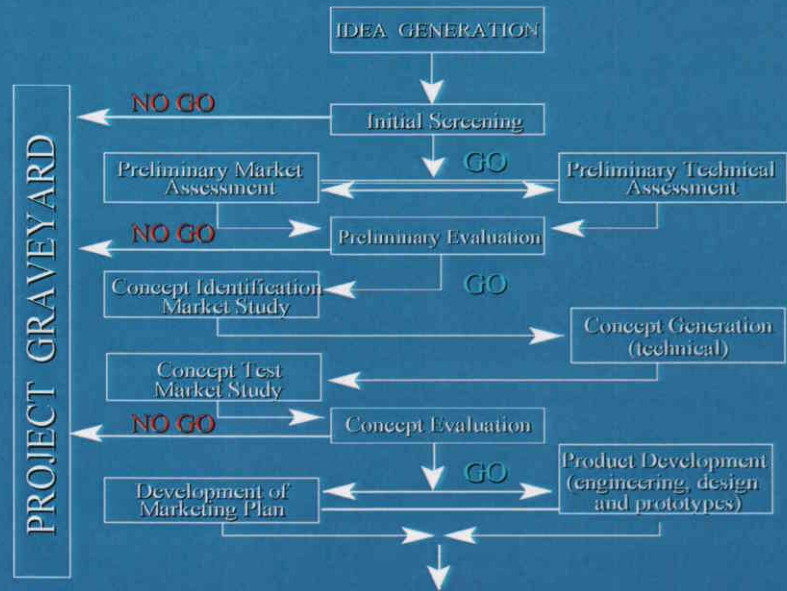 IDEA GENERATION
NO GO
Initial Screening
GO
Preliminary Market
Assessment
Preliminary Technical
Assessment
NO GO
Preliminary Evaluation
GO
Concept Identification
Market Study
Concept Generation
(technical)
Concept Test
Market Study
NO GO
Concept Evaluation
GO
Product Development
(engineering, design
and prototypes)
Development of
Marketing Plan
PROJECT GRAVEYARD